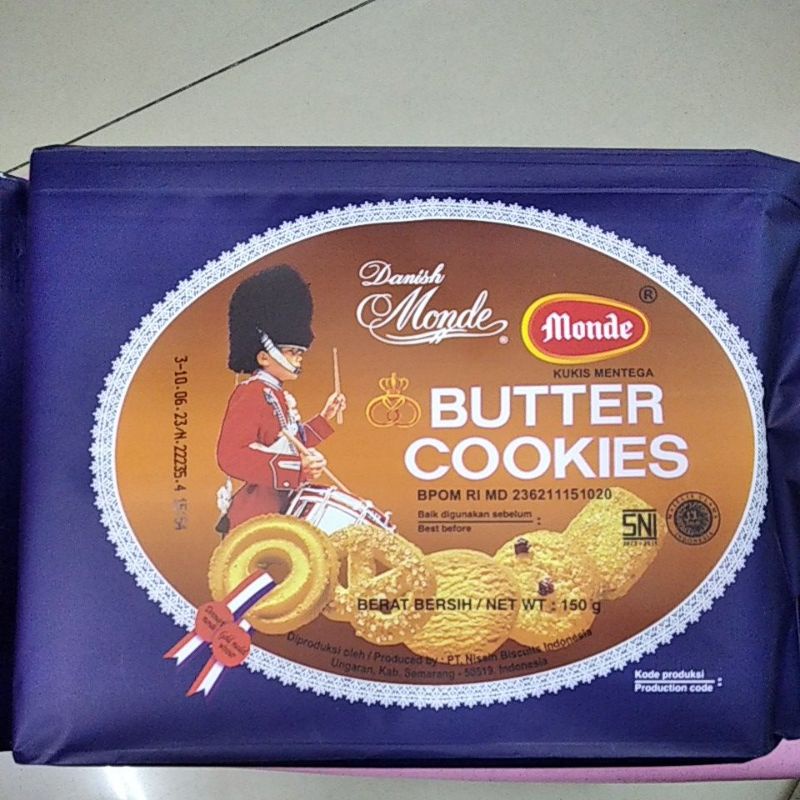 Danish
Monde
®
Monde
®
KUKIS MENTEGA
BUTTER
COOKIES
BPOM RI MD 236211151020
Baik digunakan sebelum :
Best before
SNI
3-10.06.23/N.22235.4
BERAT BERSIH / NET WT : 150 g
Diproduksi oleh / Produced by : PT. Nissin Biscuits Indonesia
Ungaran, Kab. Semarang - 50519, Indonesia
Kode produksi :
Production code